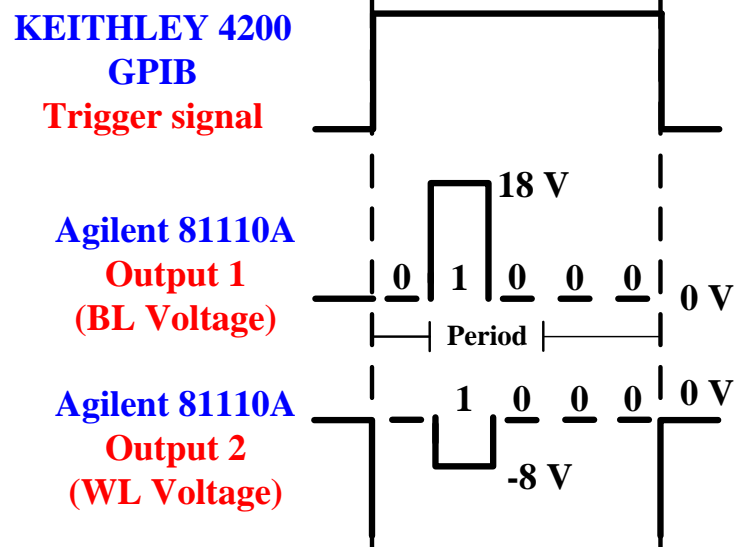 KEITHLEY 4200
GPIB
Trigger signal
18 V
Agilent 81110A
Output 1
(BL Voltage)
0 1 0 0 0 0 V
Period
Agilent 81110A
Output 2
(WL Voltage)
1 0 0 0 0 V
-8 V